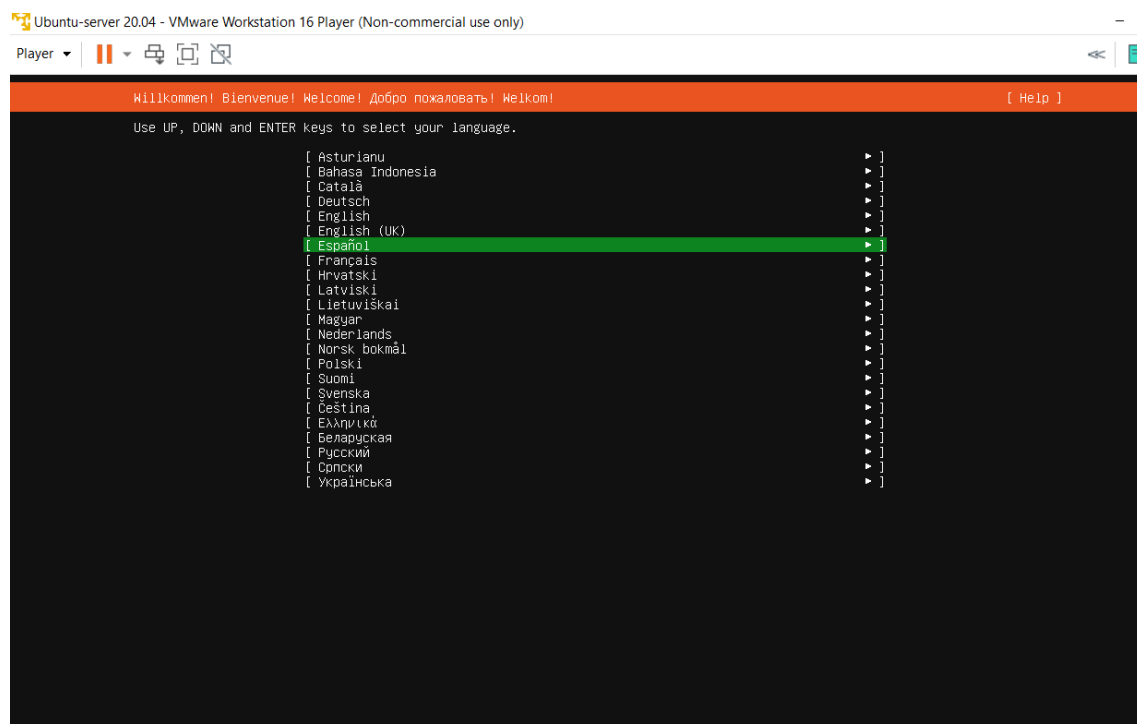 Ubuntu-server 20.04 - VMware Workstation 16 Player (Non-commercial use only)
Player
Willkommen! Bienvenue! Welcome! Добро пожаловать! Welkom! [ Help ]
Use UP, DOWN and ENTER keys to select your language.
[ Asturianu ▸ ]
[ Bahasa Indonesia ▸ ]
[ Català ▸ ]
[ Deutsch ▸ ]
[ English ▸ ]
[ English (UK) ▸ ]
[ Español ▸ ]
[ Français ▸ ]
[ Hrvatski ▸ ]
[ Latviski ▸ ]
[ Lietuviškai ▸ ]
[ Magyar ▸ ]
[ Nederlands ▸ ]
[ Norsk bokmål ▸ ]
[ Polski ▸ ]
[ Suomi ▸ ]
[ Svenska ▸ ]
[ Čeština ▸ ]
[ Ελληνικά ▸ ]
[ Беларуская ▸ ]
[ Русский ▸ ]
[ Српски ▸ ]
[ Українська ▸ ]